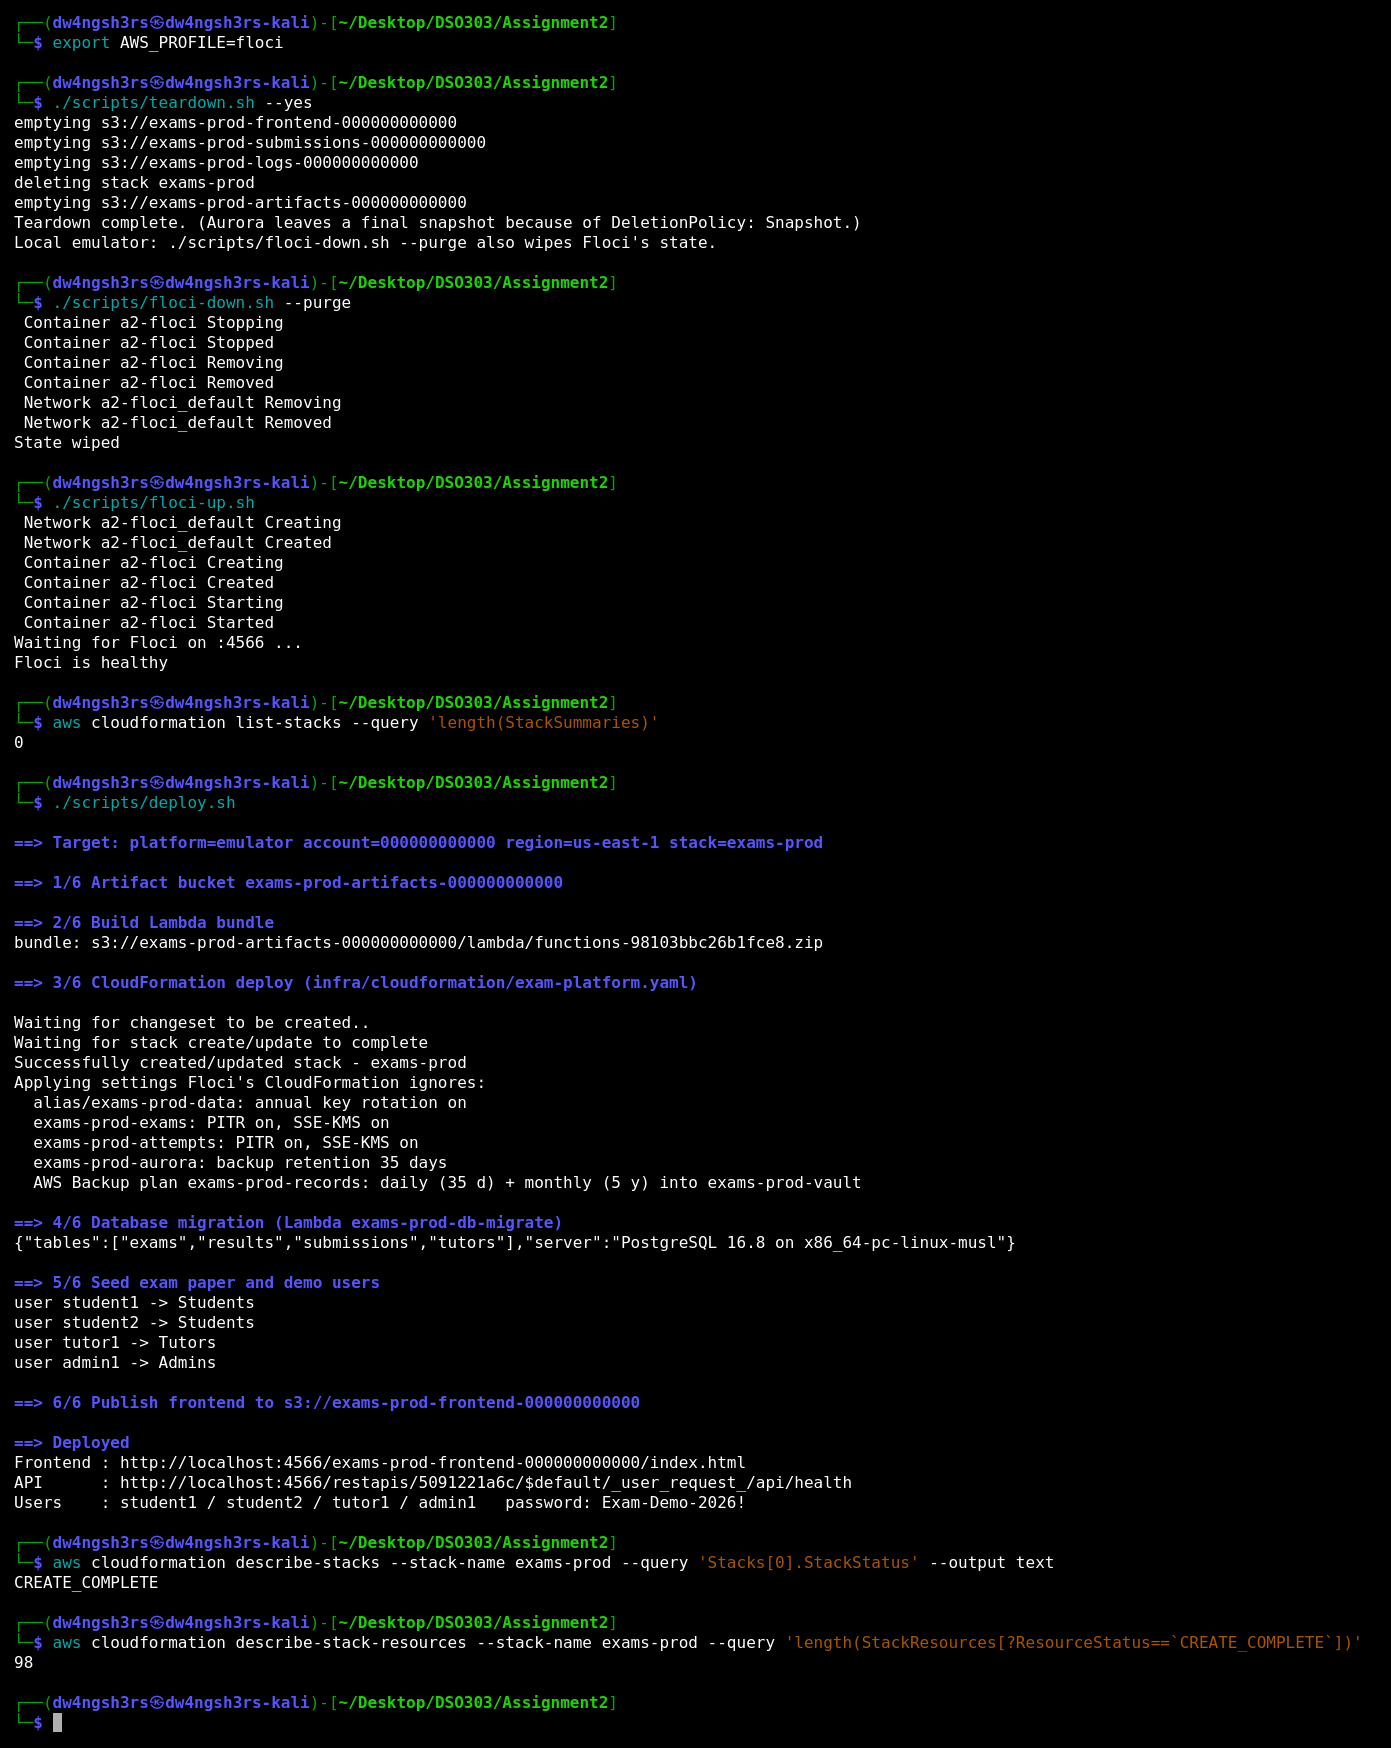 ┌──(dw4ngsh3rs㉿dw4ngsh3rs-kali)-[~/Desktop/DSO303/Assignment2]
└─$ export AWS_PROFILE=floci
┌──(dw4ngsh3rs㉿dw4ngsh3rs-kali)-[~/Desktop/DSO303/Assignment2]
└─$ ./scripts/teardown.sh --yes
emptying s3://exams-prod-frontend-000000000000
emptying s3://exams-prod-submissions-000000000000
emptying s3://exams-prod-logs-000000000000
deleting stack exams-prod
emptying s3://exams-prod-artifacts-000000000000
Teardown complete. (Aurora leaves a final snapshot because of DeletionPolicy: Snapshot.)
Local emulator: ./scripts/floci-down.sh --purge also wipes Floci's state.
┌──(dw4ngsh3rs㉿dw4ngsh3rs-kali)-[~/Desktop/DSO303/Assignment2]
└─$ ./scripts/floci-down.sh --purge
 Container a2-floci Stopping
 Container a2-floci Stopped
 Container a2-floci Removing
 Container a2-floci Removed
 Network a2-floci_default Removing
 Network a2-floci_default Removed
State wiped
┌──(dw4ngsh3rs㉿dw4ngsh3rs-kali)-[~/Desktop/DSO303/Assignment2]
└─$ ./scripts/floci-up.sh
 Network a2-floci_default Creating
 Network a2-floci_default Created
 Container a2-floci Creating
 Container a2-floci Created
 Container a2-floci Starting
 Container a2-floci Started
Waiting for Floci on :4566 ...
Floci is healthy
┌──(dw4ngsh3rs㉿dw4ngsh3rs-kali)-[~/Desktop/DSO303/Assignment2]
└─$ aws cloudformation list-stacks --query 'length(StackSummaries)'
0
┌──(dw4ngsh3rs㉿dw4ngsh3rs-kali)-[~/Desktop/DSO303/Assignment2]
└─$ ./scripts/deploy.sh
==> Target: platform=emulator account=000000000000 region=us-east-1 stack=exams-prod
==> 1/6 Artifact bucket exams-prod-artifacts-000000000000
==> 2/6 Build Lambda bundle
bundle: s3://exams-prod-artifacts-000000000000/lambda/functions-98103bbc26b1fce8.zip
==> 3/6 CloudFormation deploy (infra/cloudformation/exam-platform.yaml)
Waiting for changeset to be created..
Waiting for stack create/update to complete
Successfully created/updated stack - exams-prod
Applying settings Floci's CloudFormation ignores:
  alias/exams-prod-data: annual key rotation on
  exams-prod-exams: PITR on, SSE-KMS on
  exams-prod-attempts: PITR on, SSE-KMS on
  exams-prod-aurora: backup retention 35 days
  AWS Backup plan exams-prod-records: daily (35 d) + monthly (5 y) into exams-prod-vault
==> 4/6 Database migration (Lambda exams-prod-db-migrate)
{"tables":["exams","results","submissions","tutors"],"server":"PostgreSQL 16.8 on x86_64-pc-linux-musl"}
==> 5/6 Seed exam paper and demo users
user student1 -> Students
user student2 -> Students
user tutor1 -> Tutors
user admin1 -> Admins
==> 6/6 Publish frontend to s3://exams-prod-frontend-000000000000
==> Deployed
Frontend : http://localhost:4566/exams-prod-frontend-000000000000/index.html
API      : http://localhost:4566/restapis/5091221a6c/$default/_user_request_/api/health
Users    : student1 / student2 / tutor1 / admin1   password: Exam-Demo-2026!
┌──(dw4ngsh3rs㉿dw4ngsh3rs-kali)-[~/Desktop/DSO303/Assignment2]
└─$ aws cloudformation describe-stacks --stack-name exams-prod --query 'Stacks[0].StackStatus' --output text
CREATE_COMPLETE
┌──(dw4ngsh3rs㉿dw4ngsh3rs-kali)-[~/Desktop/DSO303/Assignment2]
└─$ aws cloudformation describe-stack-resources --stack-name exams-prod --query 'length(StackResources[?ResourceStatus==`CREATE_COMPLETE`])'
98
┌──(dw4ngsh3rs㉿dw4ngsh3rs-kali)-[~/Desktop/DSO303/Assignment2]
└─$